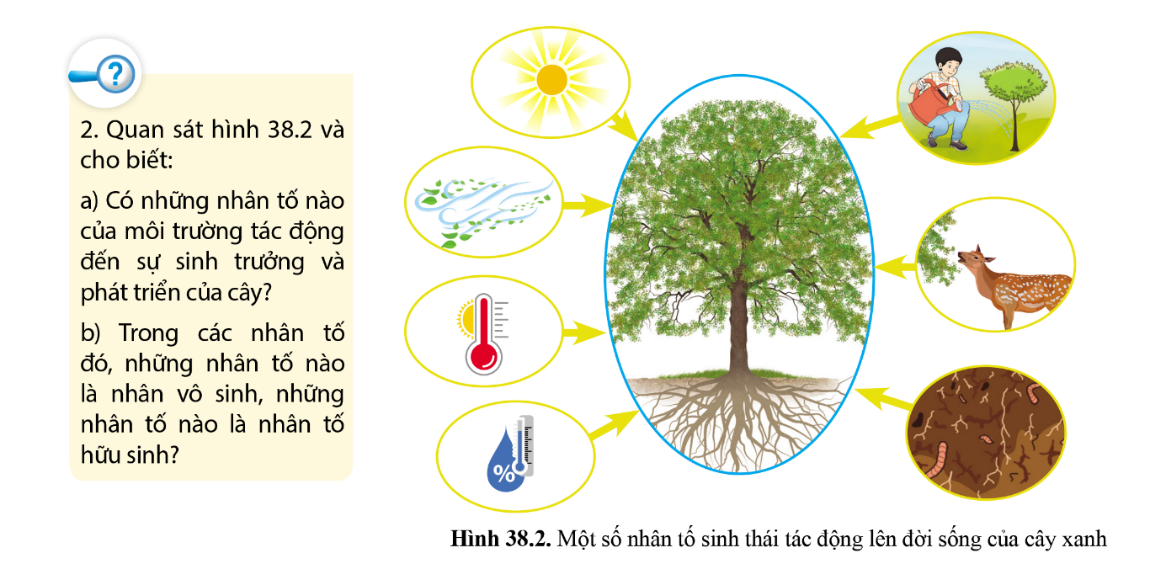 ?
2. Quan sát hình 38.2 và
cho biết:
a) Có những nhân tố nào
của môi trường tác động
đến sự sinh trưởng và
phát triển của cây?
b) Trong các nhân tố
đó, những nhân tố nào
là nhân vô sinh, những
nhân tố nào là nhân tố
hữu sinh?
%
Hình 38.2. Một số nhân tố sinh thái tác động lên đời sống của cây xanh